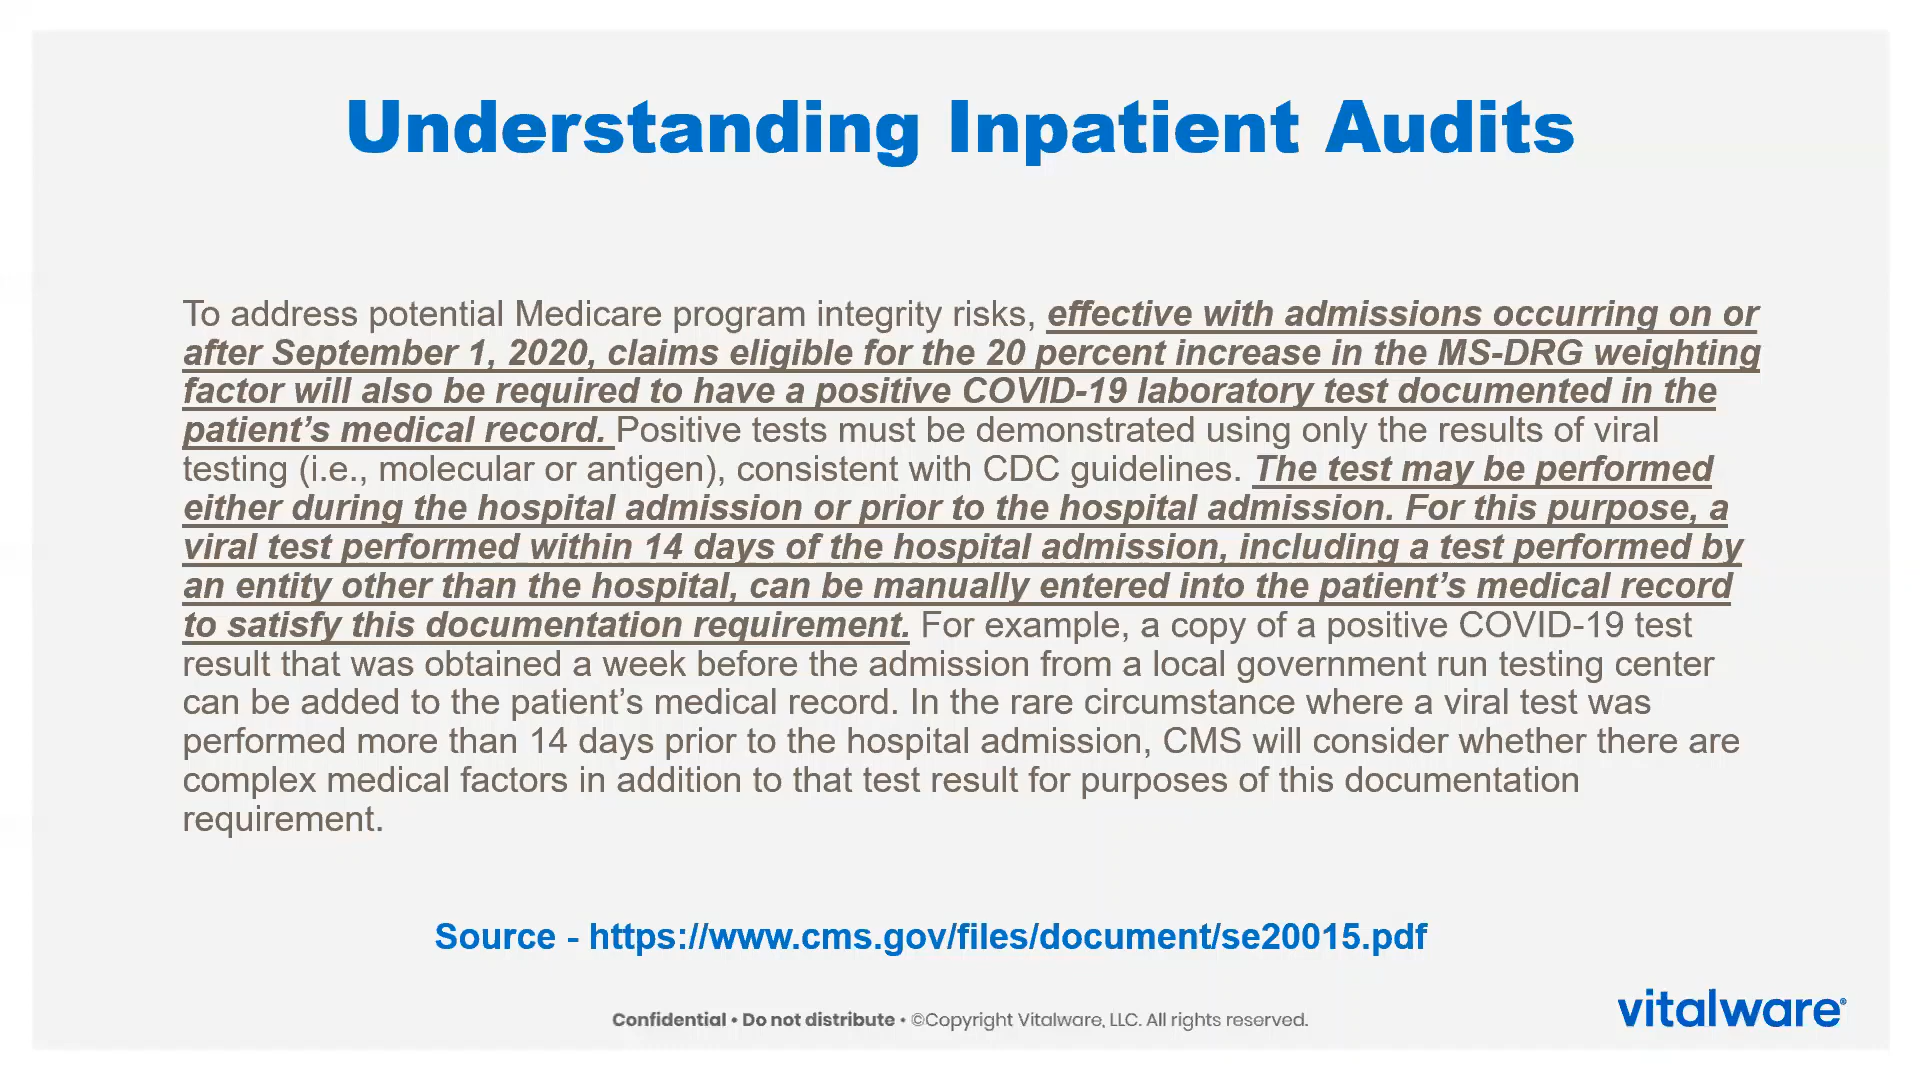 Understanding Inpatient Audits
To address potential Medicare program integrity risks, effective with admissions occurring on or
after September 1, 2020, claims eligible for the 20 percent increase in the MS-DRG weighting
factor will also be required to have a positive COVID-19 laboratory test documented in the
patient’s medical record. Positive tests must be demonstrated using only the results of viral
testing (i.e., molecular or antigen), consistent with CDC guidelines. The test may be performed
either during the hospital admission or prior to the hospital admission. For this purpose, a
viral test performed within 14 days of the hospital admission, including a test performed by
an entity other than the hospital, can be manually entered into the patient’s medical record
to satisfy this documentation requirement. For example, a copy of a positive COVID-19 test
result that was obtained a week before the admission from a local government run testing center
can be added to the patient’s medical record. In the rare circumstance where a viral test was
performed more than 14 days prior to the hospital admission, CMS will consider whether there are
complex medical factors in addition to that test result for purposes of this documentation
requirement.
Source - https://www.cms.gov/files/document/se20015.pdf
Confidential • Do not distribute • ©Copyright Vitalware, LLC. All rights reserved.
vitalware®